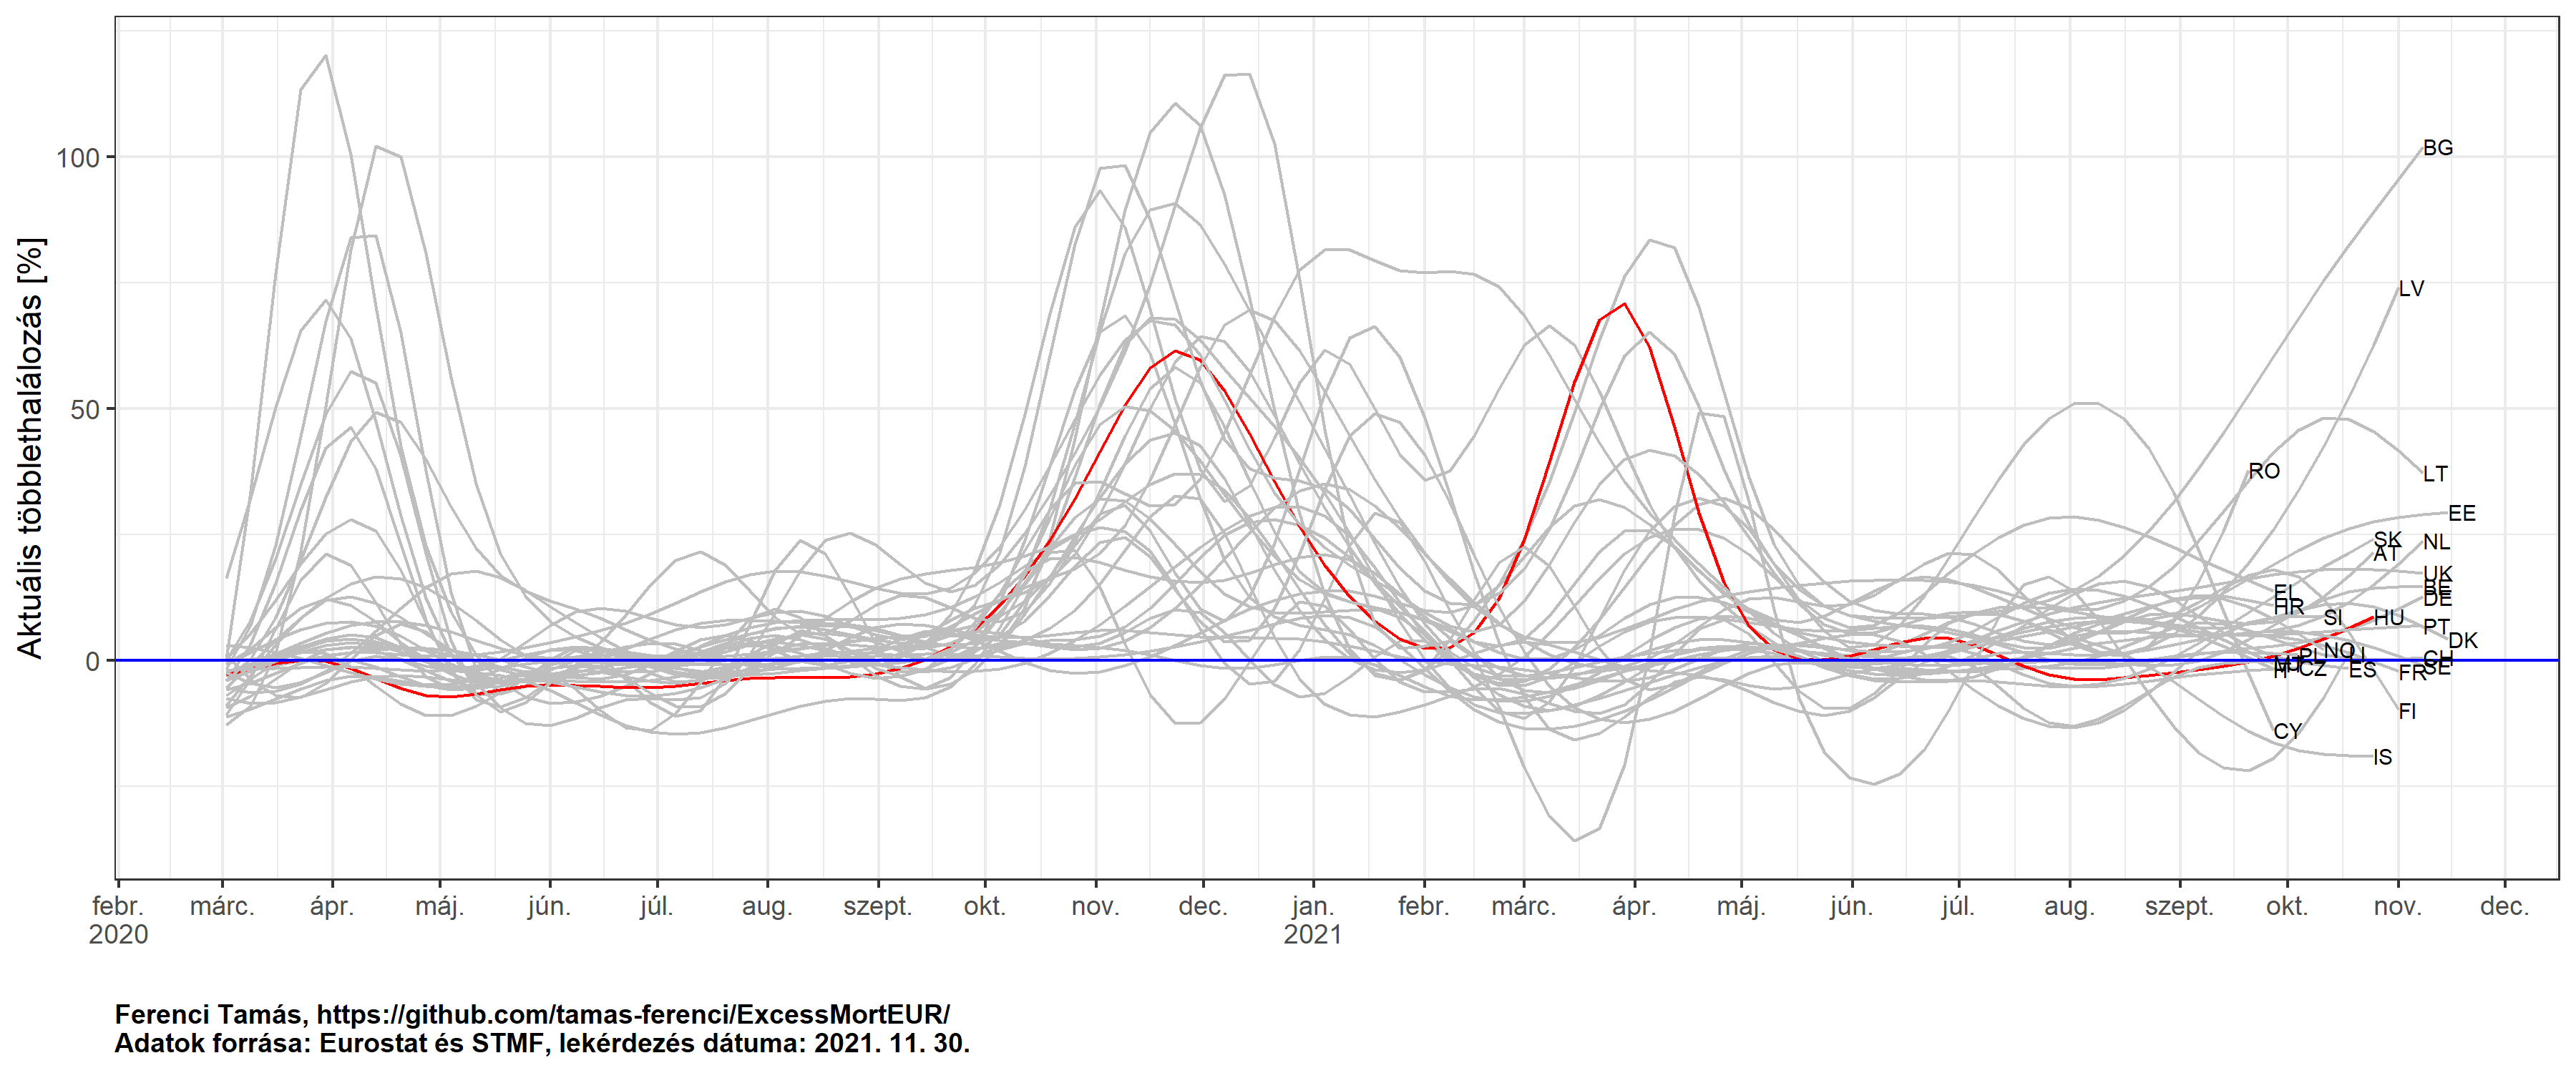 Aktuális többlethalálozás [%]
100
50
0
BG
LV
RO
LT
EE
SK
AT
NL
UK
BE
DE
HR
SI
HU
PT
DK
NO
CH
SE
CZ
ES
FR
FI
CY
IS
febr. márc. ápr. máj. jún. júl. aug. szept. okt. nov. dec. jan. febr. márc. ápr. máj. jún. júl. aug. szept. okt. nov. dec.
2020 2021
Ferenci Tamás, https://github.com/tamas-ferenci/ExcessMortEUR/
Adatok forrása: Eurostat és STMF, lekérdezés dátuma: 2021. 11. 30.